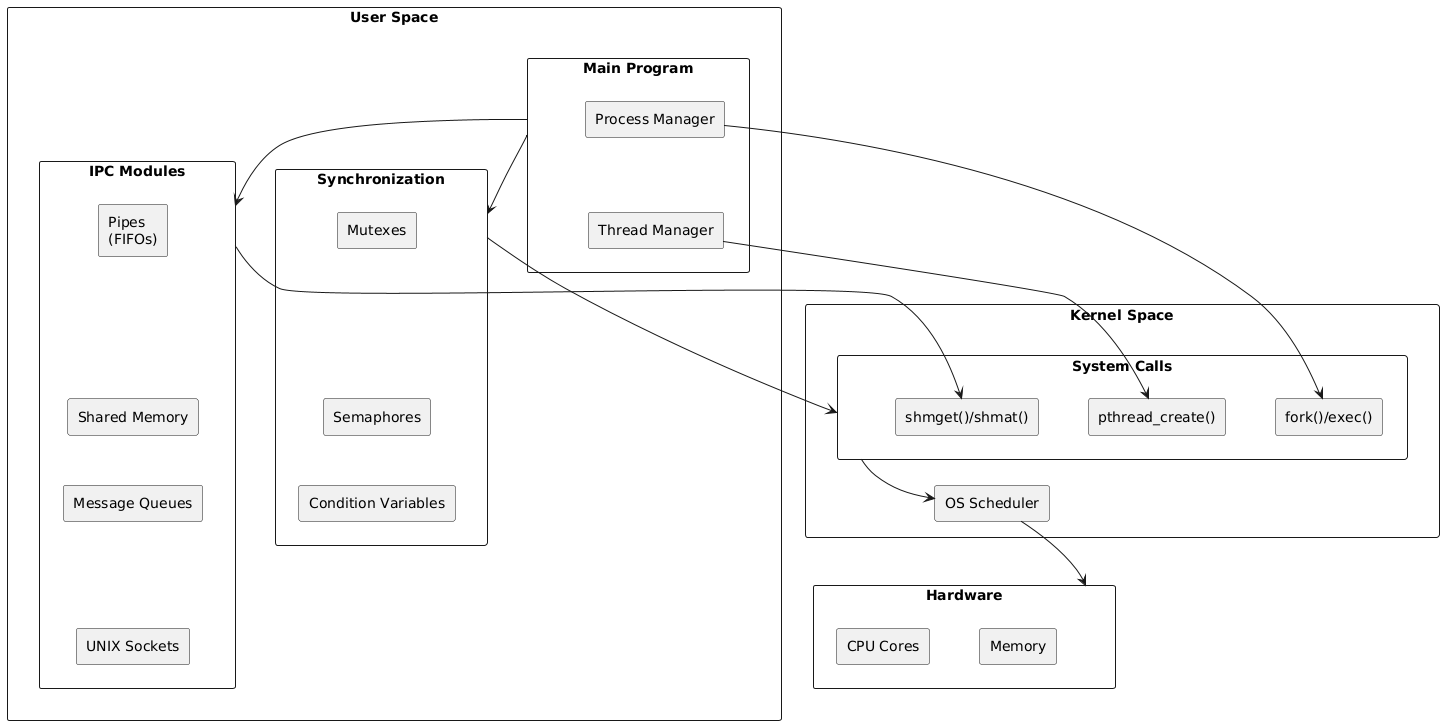 User Space
Main Program
Process Manager
Thread Manager
IPC Modules
Pipes
(FIFOs)
Shared Memory
Message Queues
UNIX Sockets
Synchronization
Mutexes
Semaphores
Condition Variables
Kernel Space
System Calls
shmget()/shmat()
pthread_create()
fork()/exec()
OS Scheduler
Hardware
CPU Cores
Memory